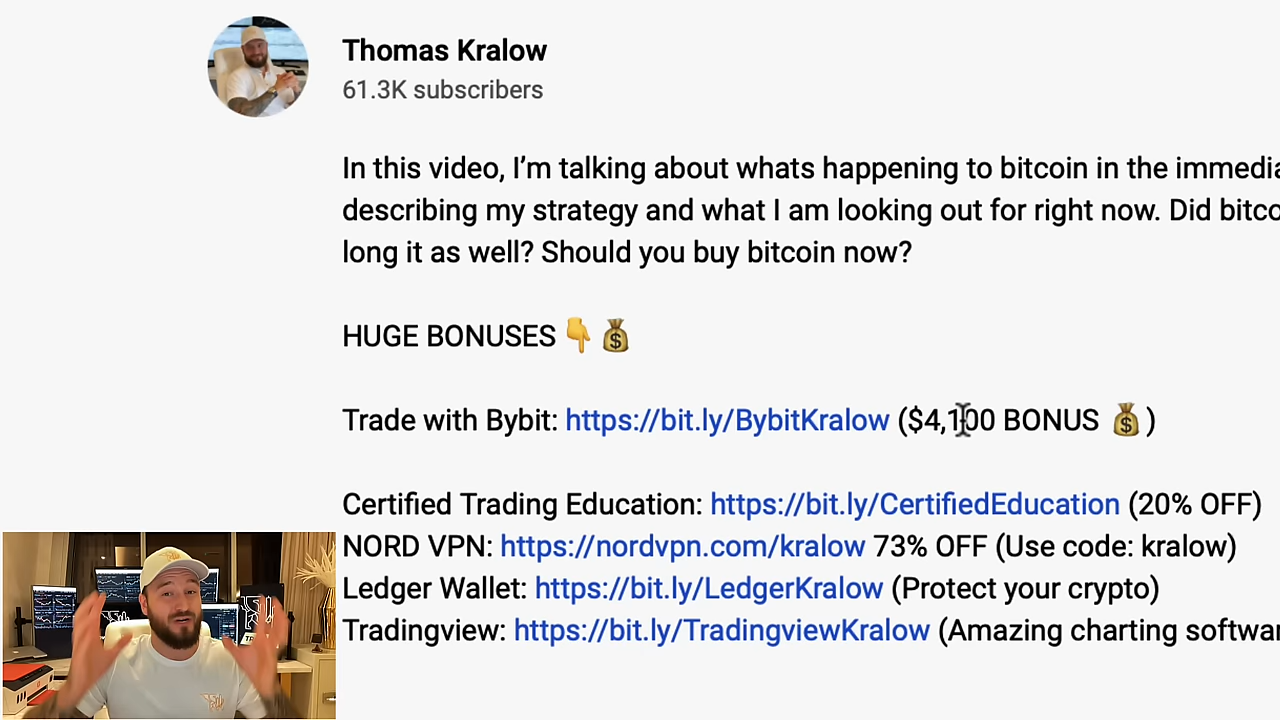 Thomas Kralow
61.3K subscribers
In this video, I’m talking about whats happening to bitcoin in the immedia
describing my strategy and what I am looking out for right now. Did bitco
long it as well? Should you buy bitcoin now?
HUGE BONUSES 👇💰
Trade with Bybit: https://bit.ly/BybitKralow ($4,100 BONUS 💰)
Certified Trading Education: https://bit.ly/CertifiedEducation (20% OFF)
NORD VPN: https://nordvpn.com/kralow 73% OFF (Use code: kralow)
Ledger Wallet: https://bit.ly/LedgerKralow (Protect your crypto)
Tradingview: https://bit.ly/TradingviewKralow (Amazing charting softwar